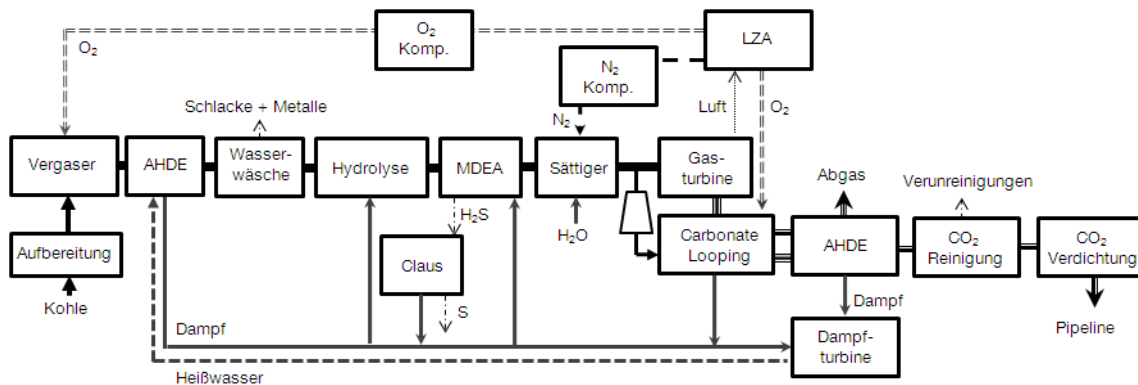 O₂
O₂
Komp.
LZA
N₂
Komp.
Schlacke + Metalle
N₂
Luft
O₂
Vergaser
AHDE
Wasser-
wäsche
Hydrolyse
MDEA
Sättiger
Gas-
turbine
Abgas
Verunreinigungen
H₂S
H₂O
Aufbereitung
Claus
Carbonate
Looping
AHDE
CO₂
Reinigung
CO₂
Verdichtung
Kohle
S
Dampf
Dampf
Pipeline
Dampf-
turbine
Heißwasser